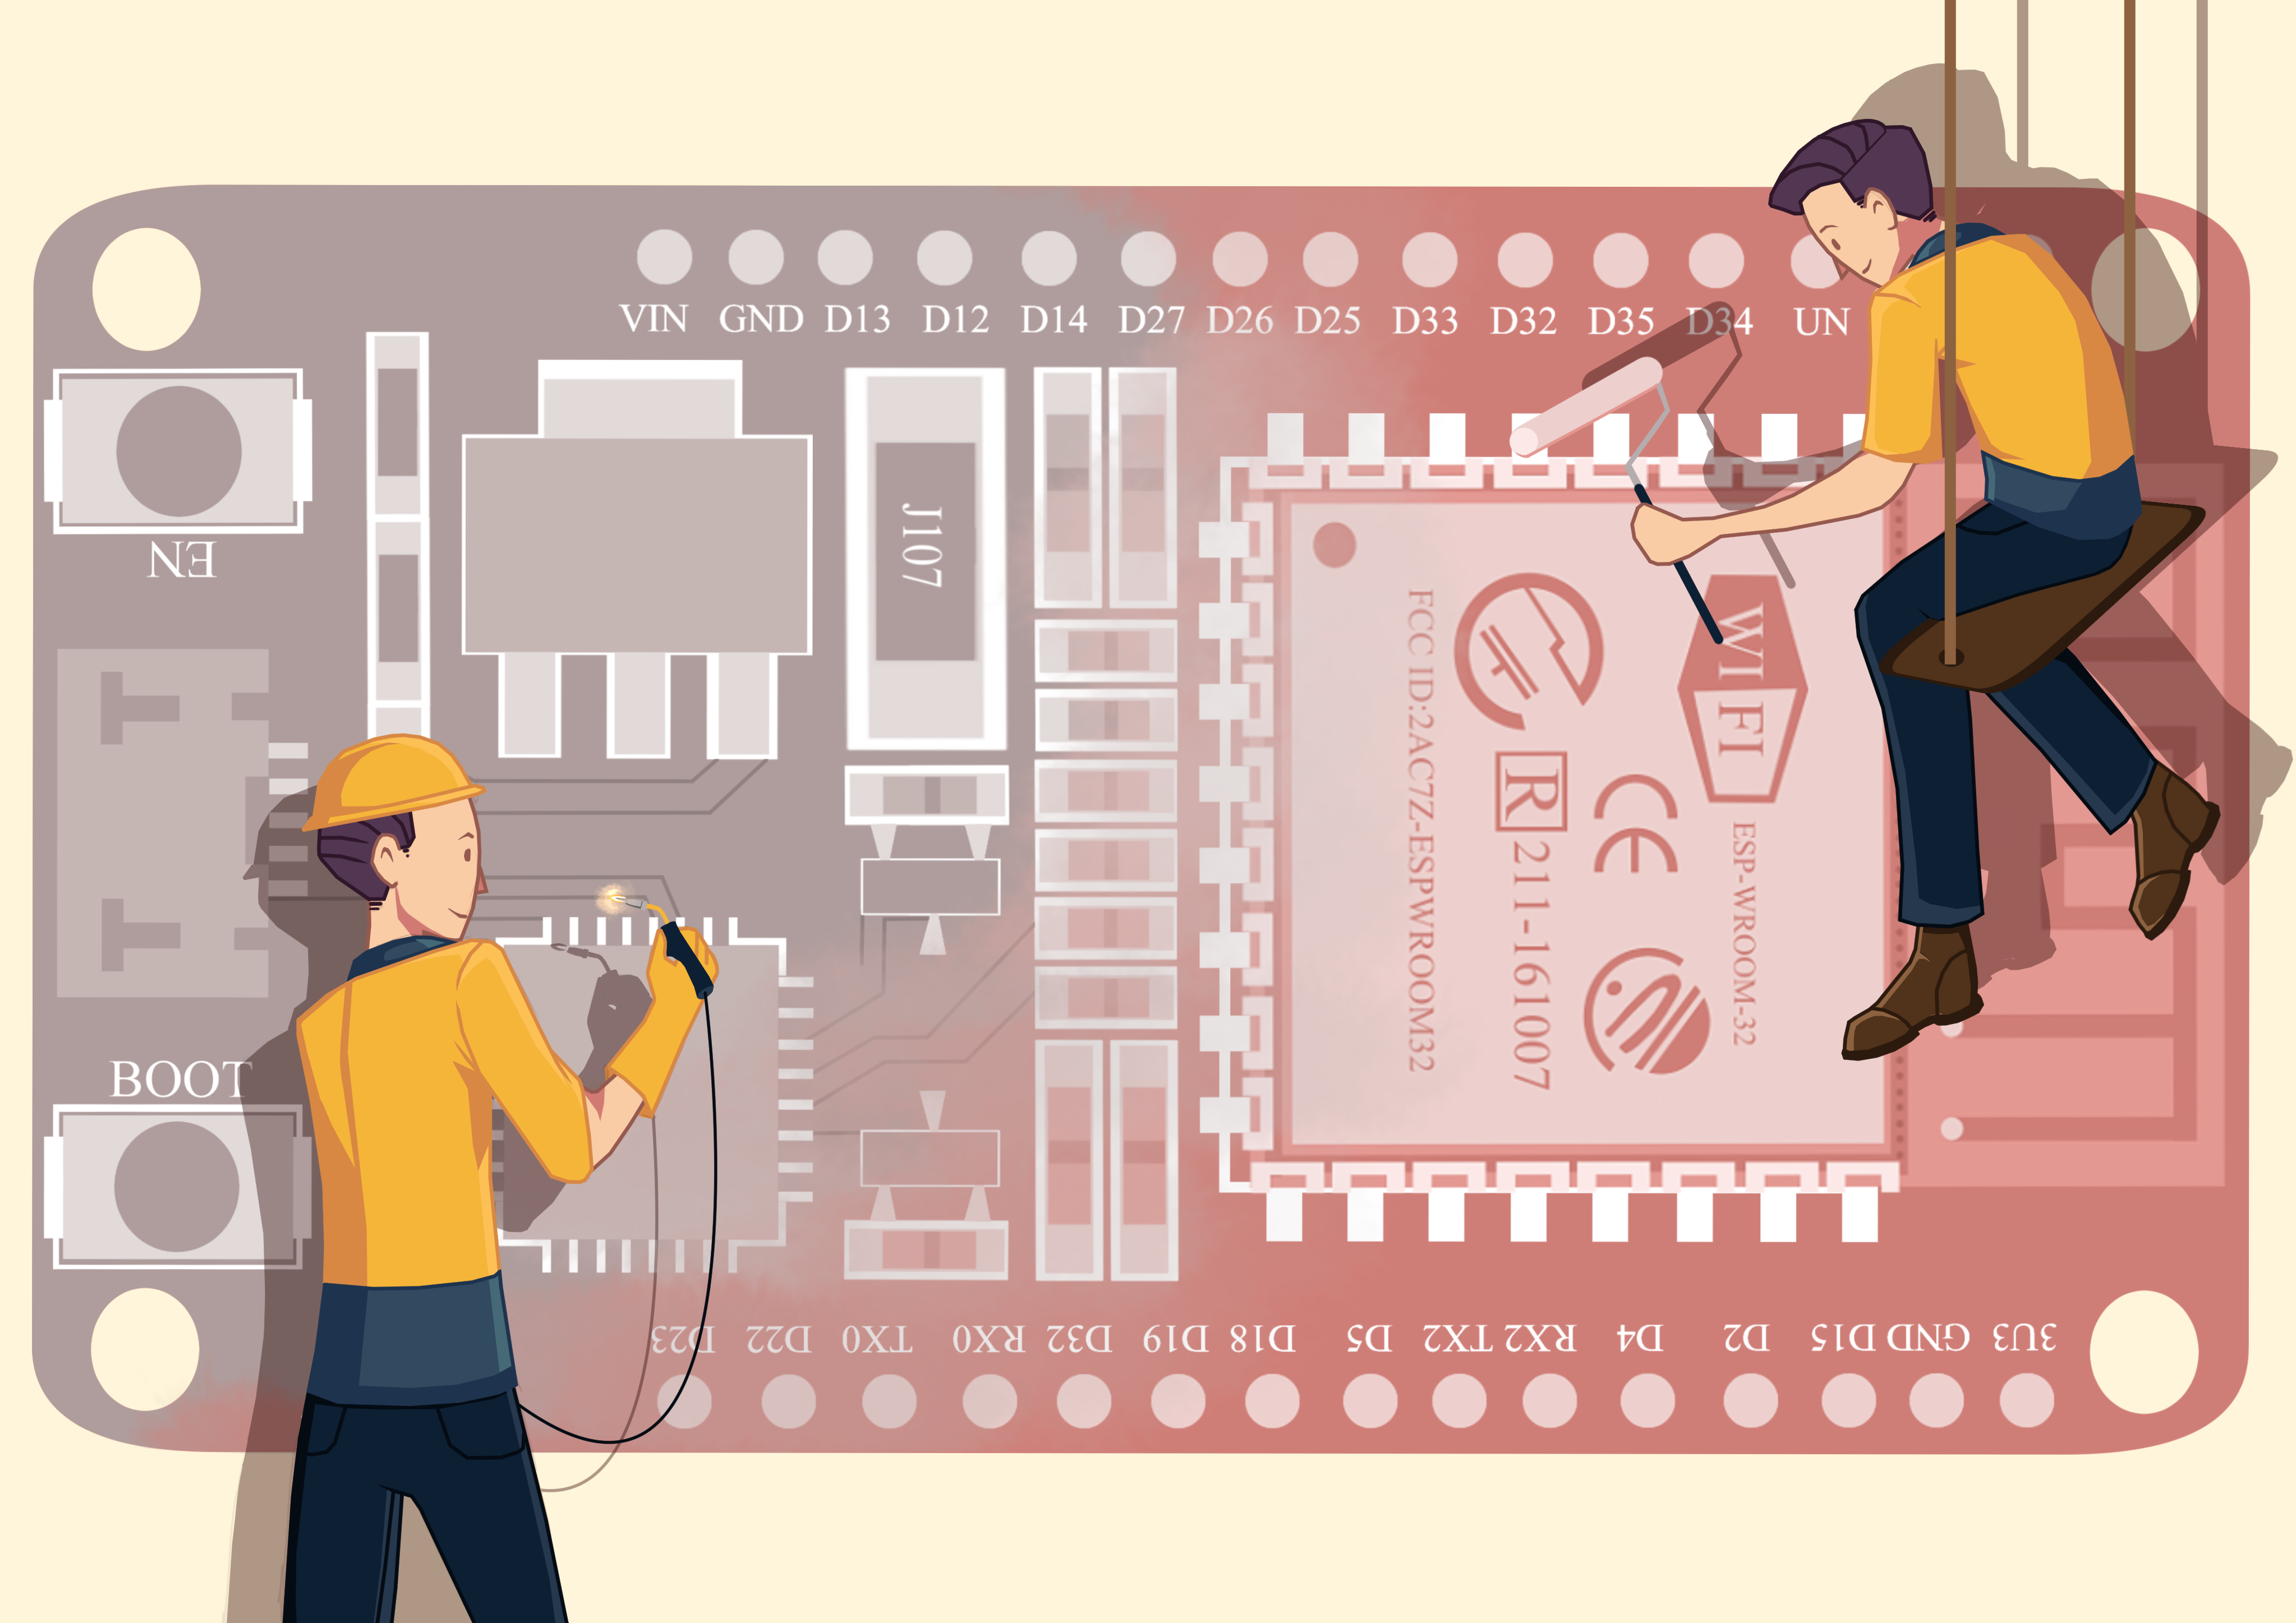 VIN GND D13 D12 D14 D27 D26 D25 D33 D32 D35 D34 UN
EN
J107
BOOT
WI FI
ESP-WROOM-32
CE
R 211-161007
FCC ID:2AC7Z-ESPWROOM32
D23 D22 TX0 RX0 D32 D19 D18 D5 TX2 RX2 D4 D2 D15 GND 3U3